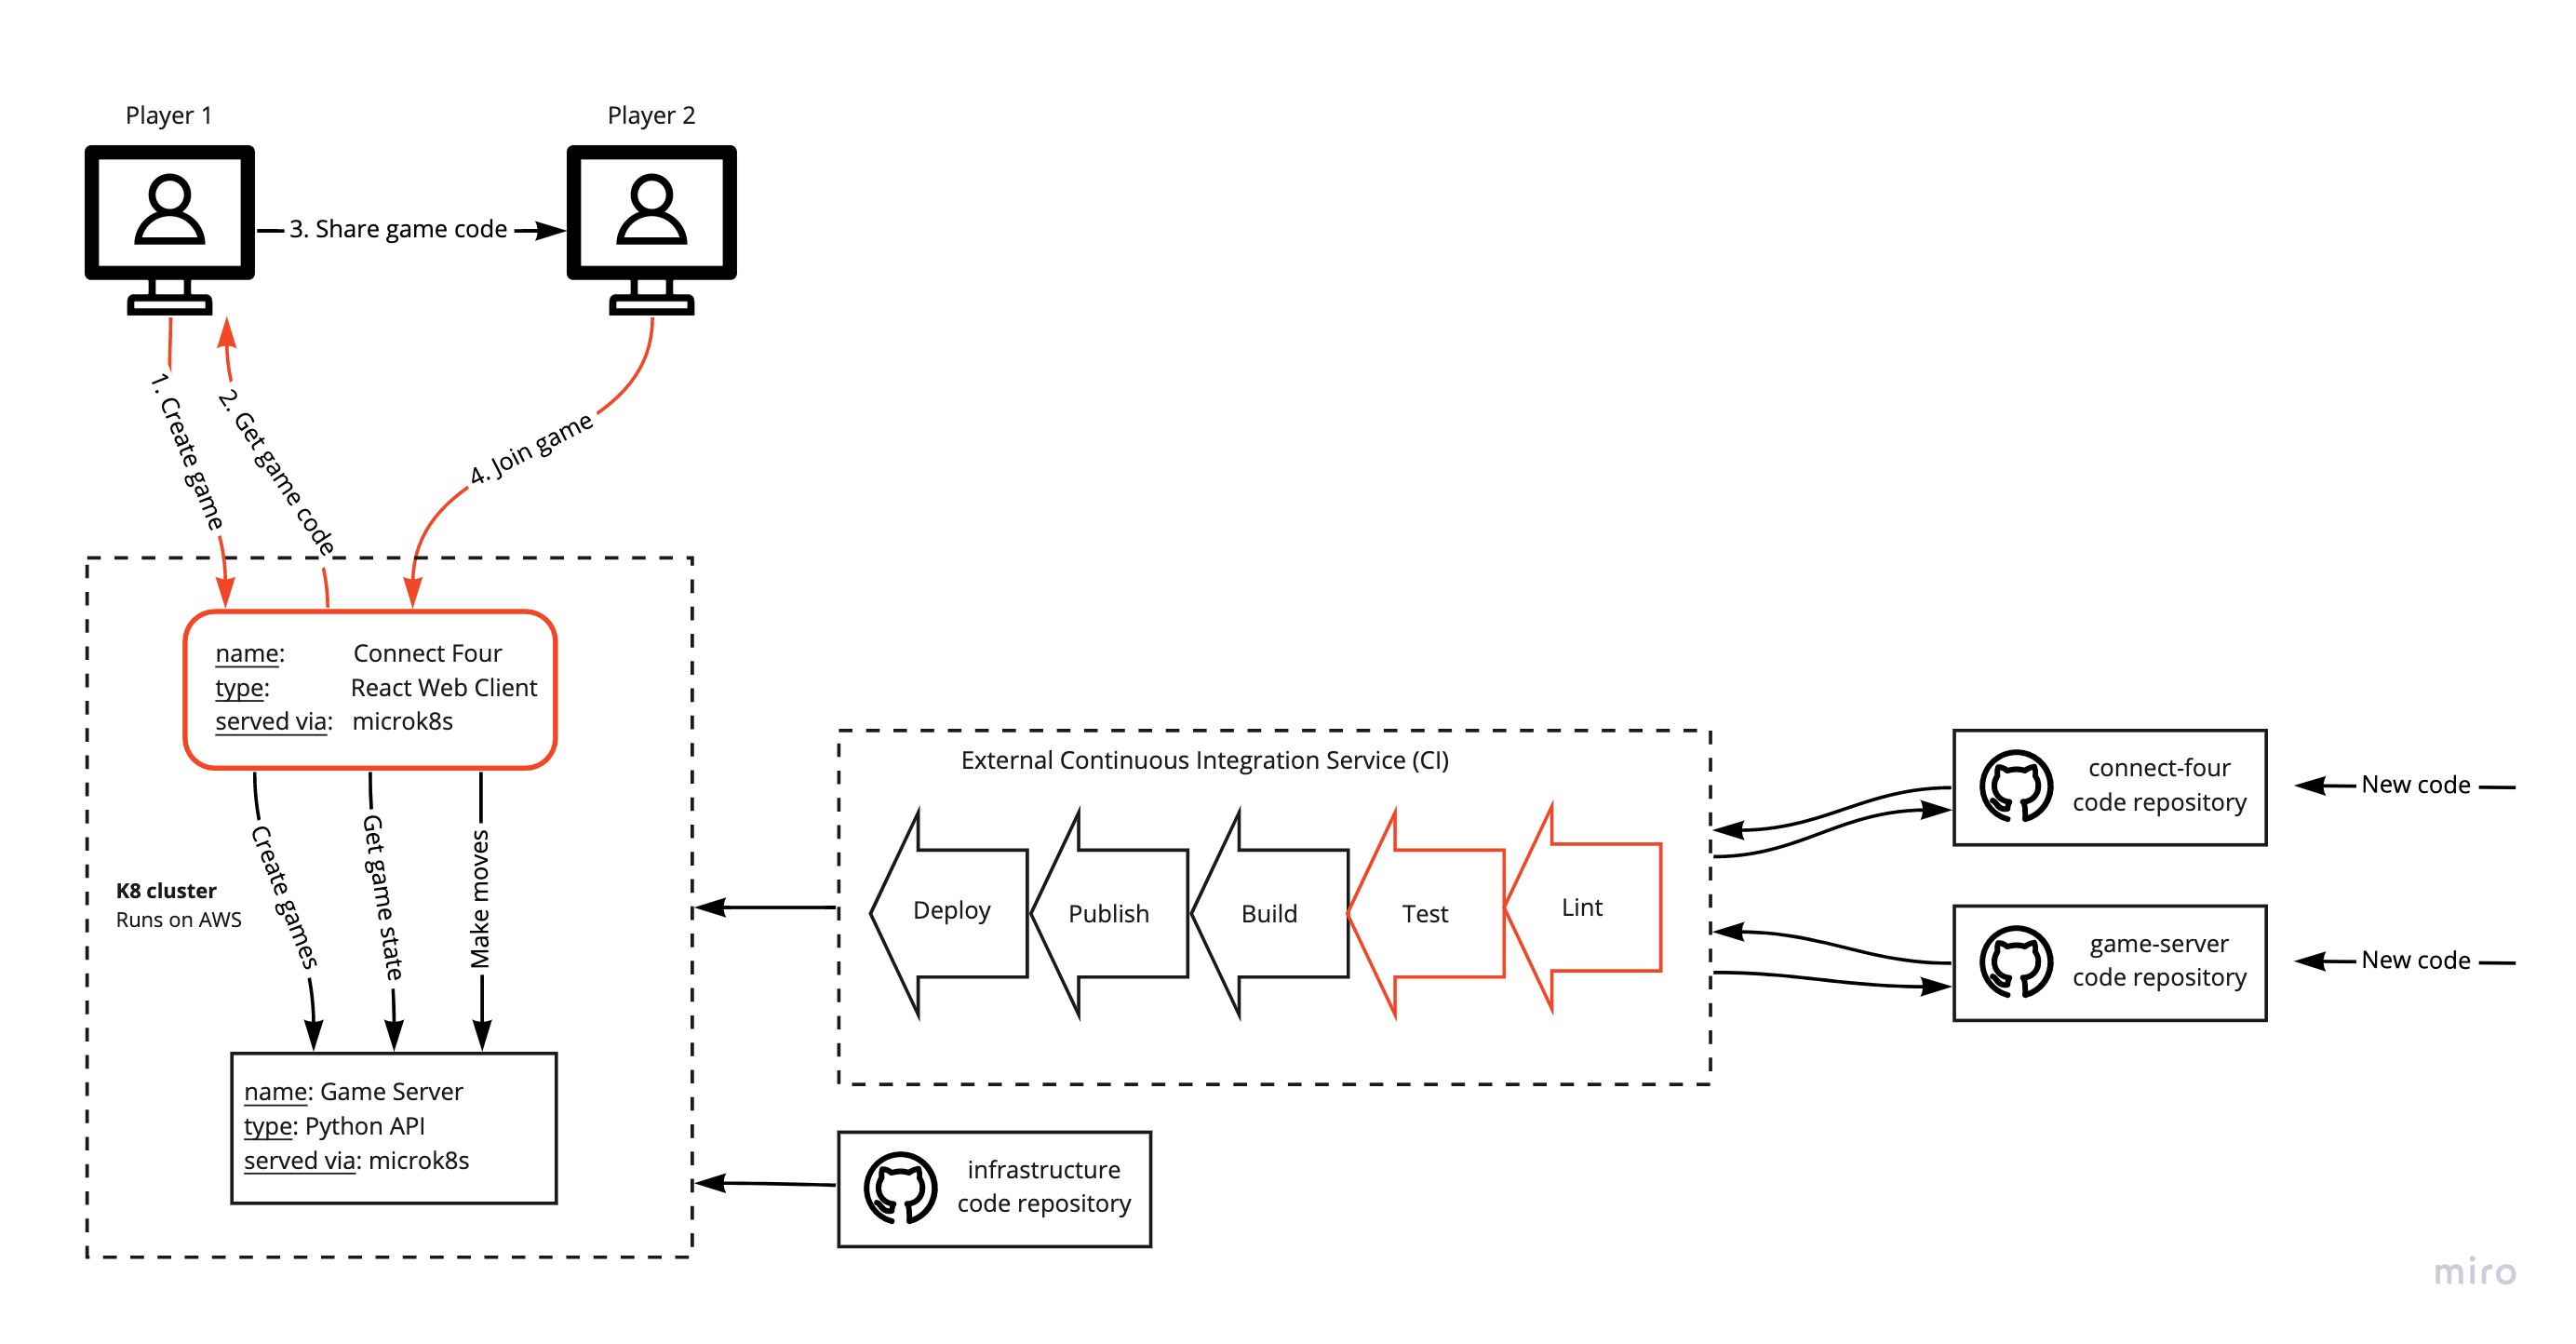 Player 1
Player 2
3. Share game code
1. Create game
2. Get game code
4. Join game
name: Connect Four
type: React Web Client
served via: microk8s
Create games
Get game state
Make moves
K8 cluster
Runs on AWS
name: Game Server
type: Python API
served via: microk8s
External Continuous Integration Service (CI)
Deploy
Publish
Build
Test
Lint
connect-four
code repository
New code
game-server
code repository
New code
infrastructure
code repository
miro